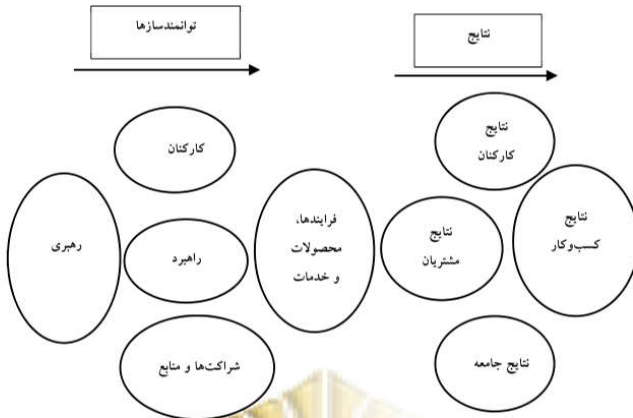 توانمندسازها
نتایج
کارکنان
رهبری
راهبرد
شراکت‌ها و منابع
فرایندها،
محصولات
و خدمات
نتایج
کارکنان
نتایج
مشتریان
نتایج جامعه
نتایج
کسب‌وکار